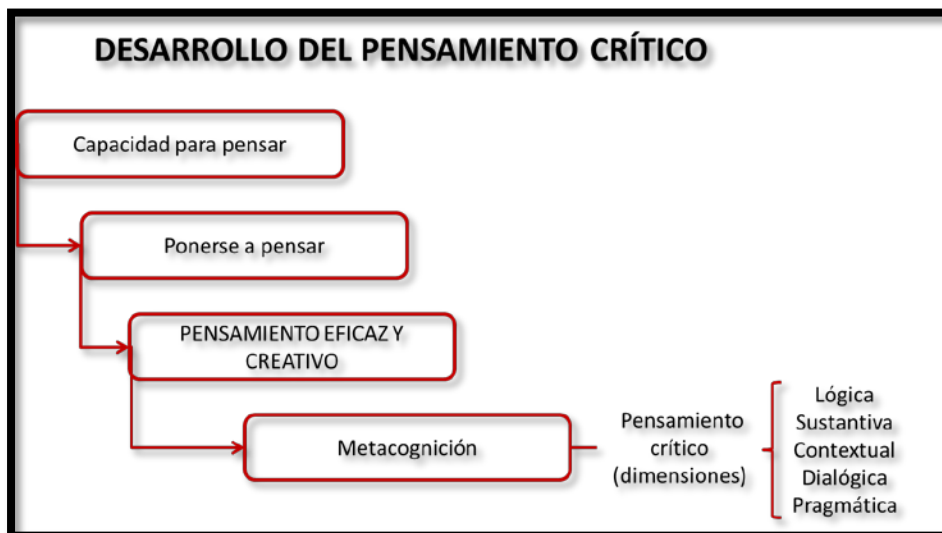 DESARROLLO DEL PENSAMIENTO CRÍTICO
Capacidad para pensar
Ponerse a pensar
PENSAMIENTO EFICAZ Y
CREATIVO
Metacognición
Pensamiento
crítico
(dimensiones)
Lógica
Sustantiva
Contextual
Dialógica
Pragmática